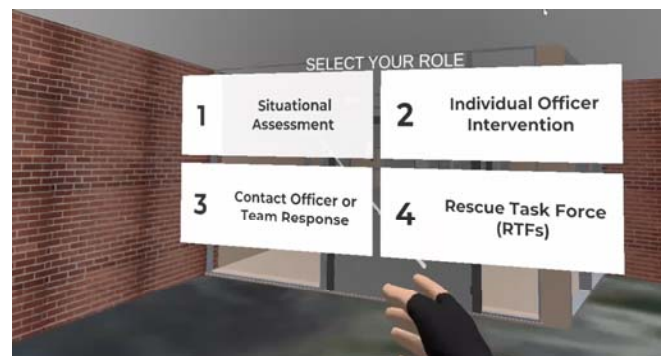 SELECT YOUR ROLE
1
Situational
Assessment
2
Individual Officer
Intervention
3
Contact Officer or
Team Response
4
Rescue Task Force
(RTFs)